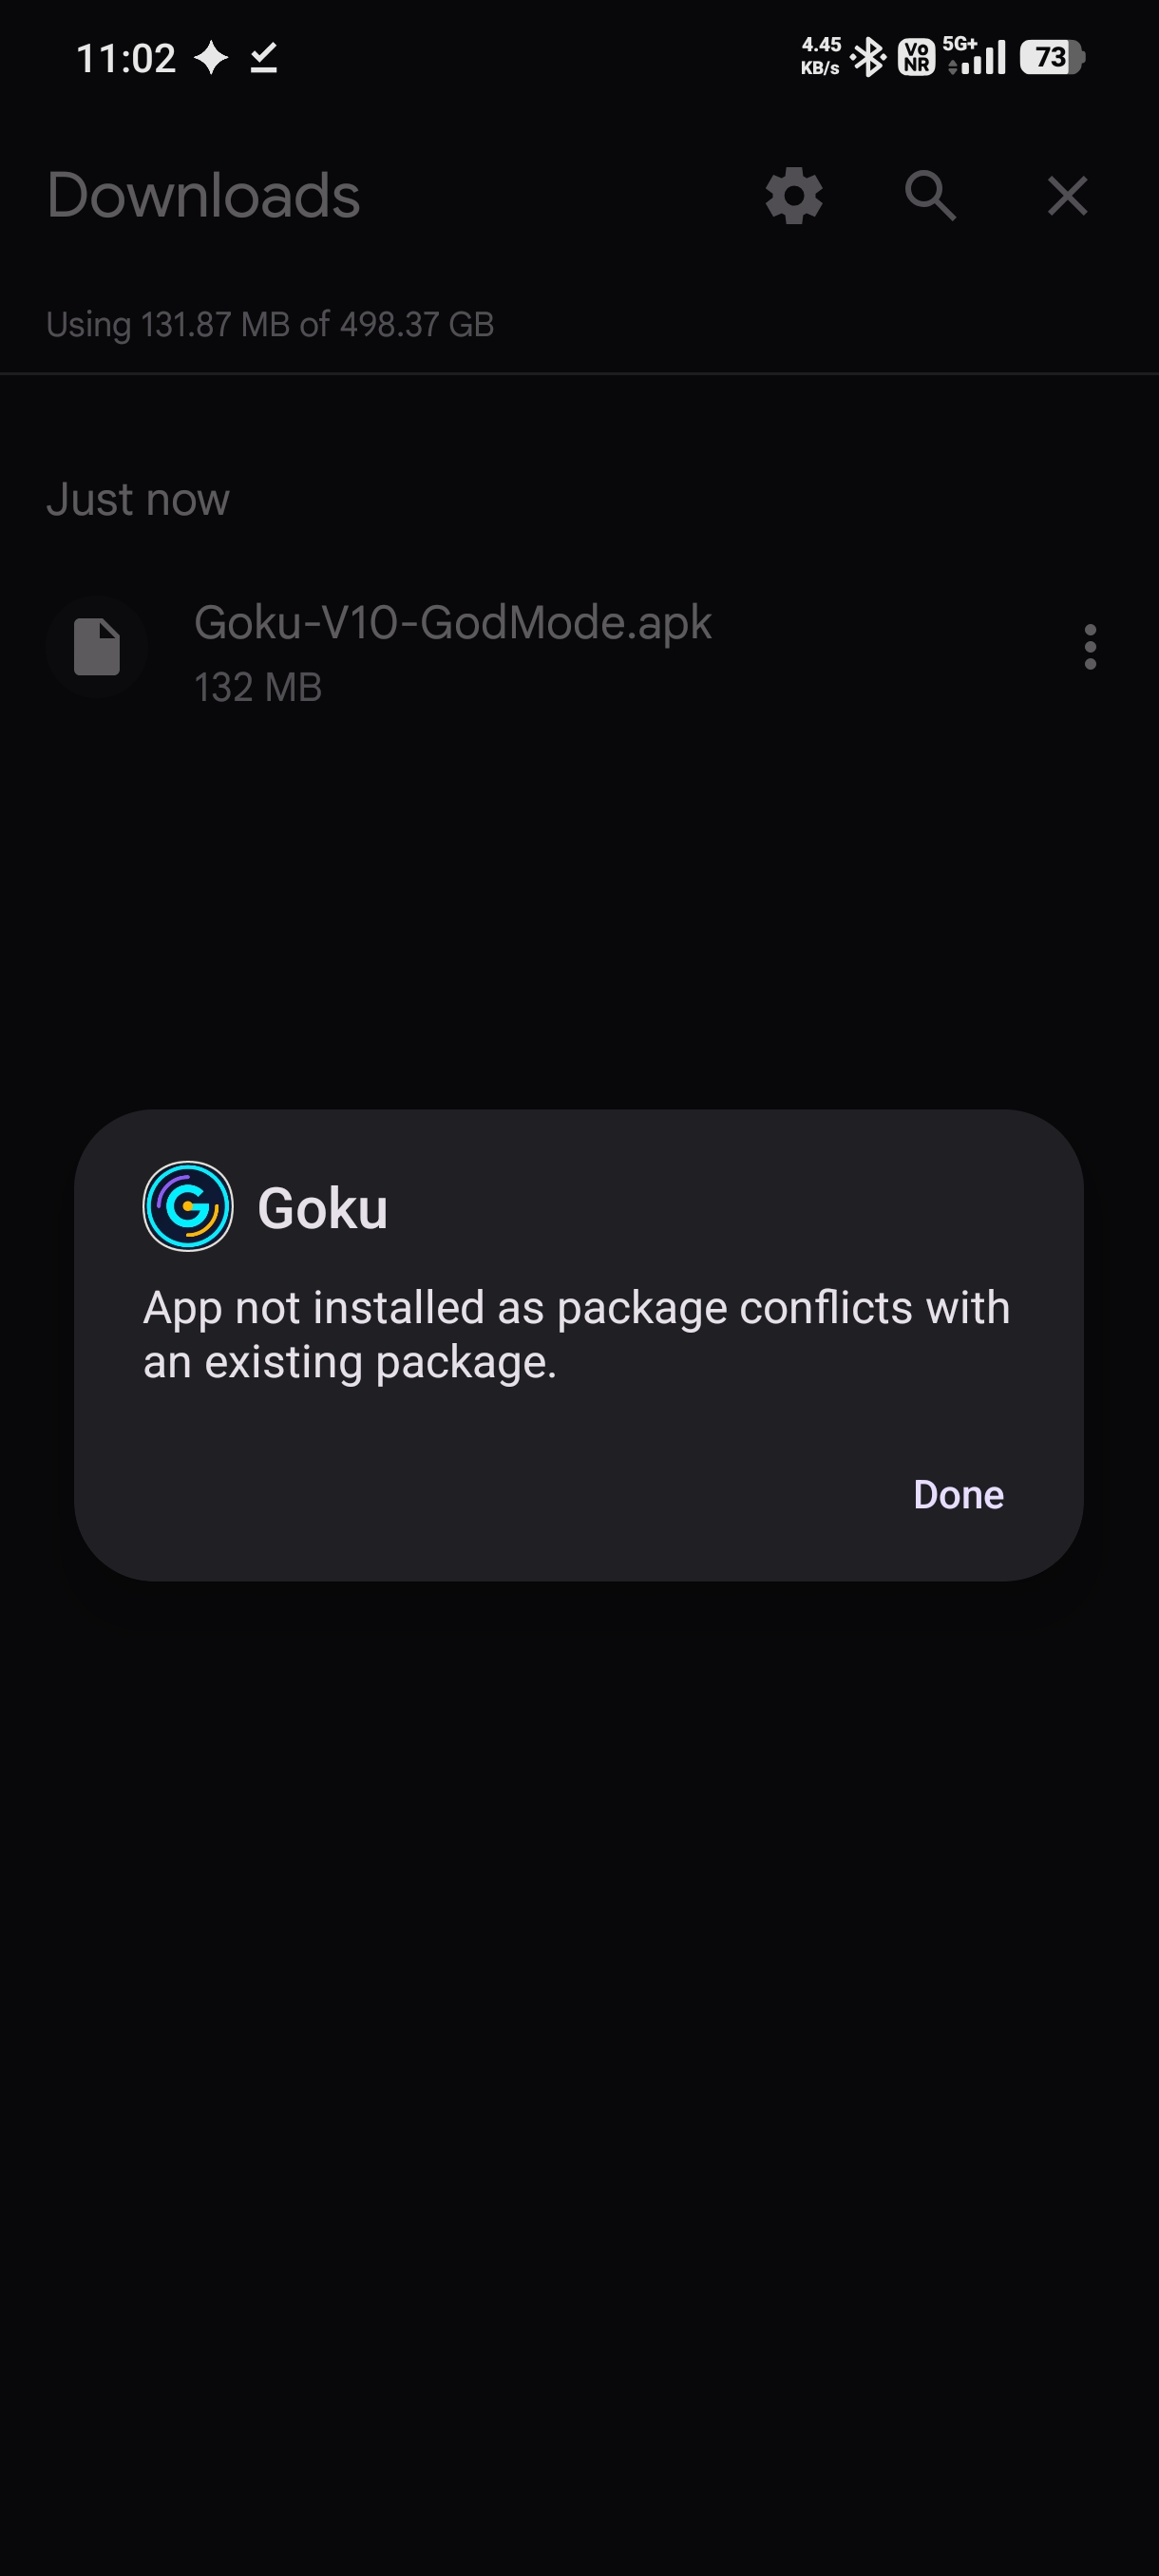 11:02
4.45
KB/s
Vo
NR
5G+
73
Downloads
Using 131.87 MB of 498.37 GB
Just now
Goku-V10-GodMode.apk
132 MB
G
Goku
App not installed as package conflicts with
an existing package.
Done